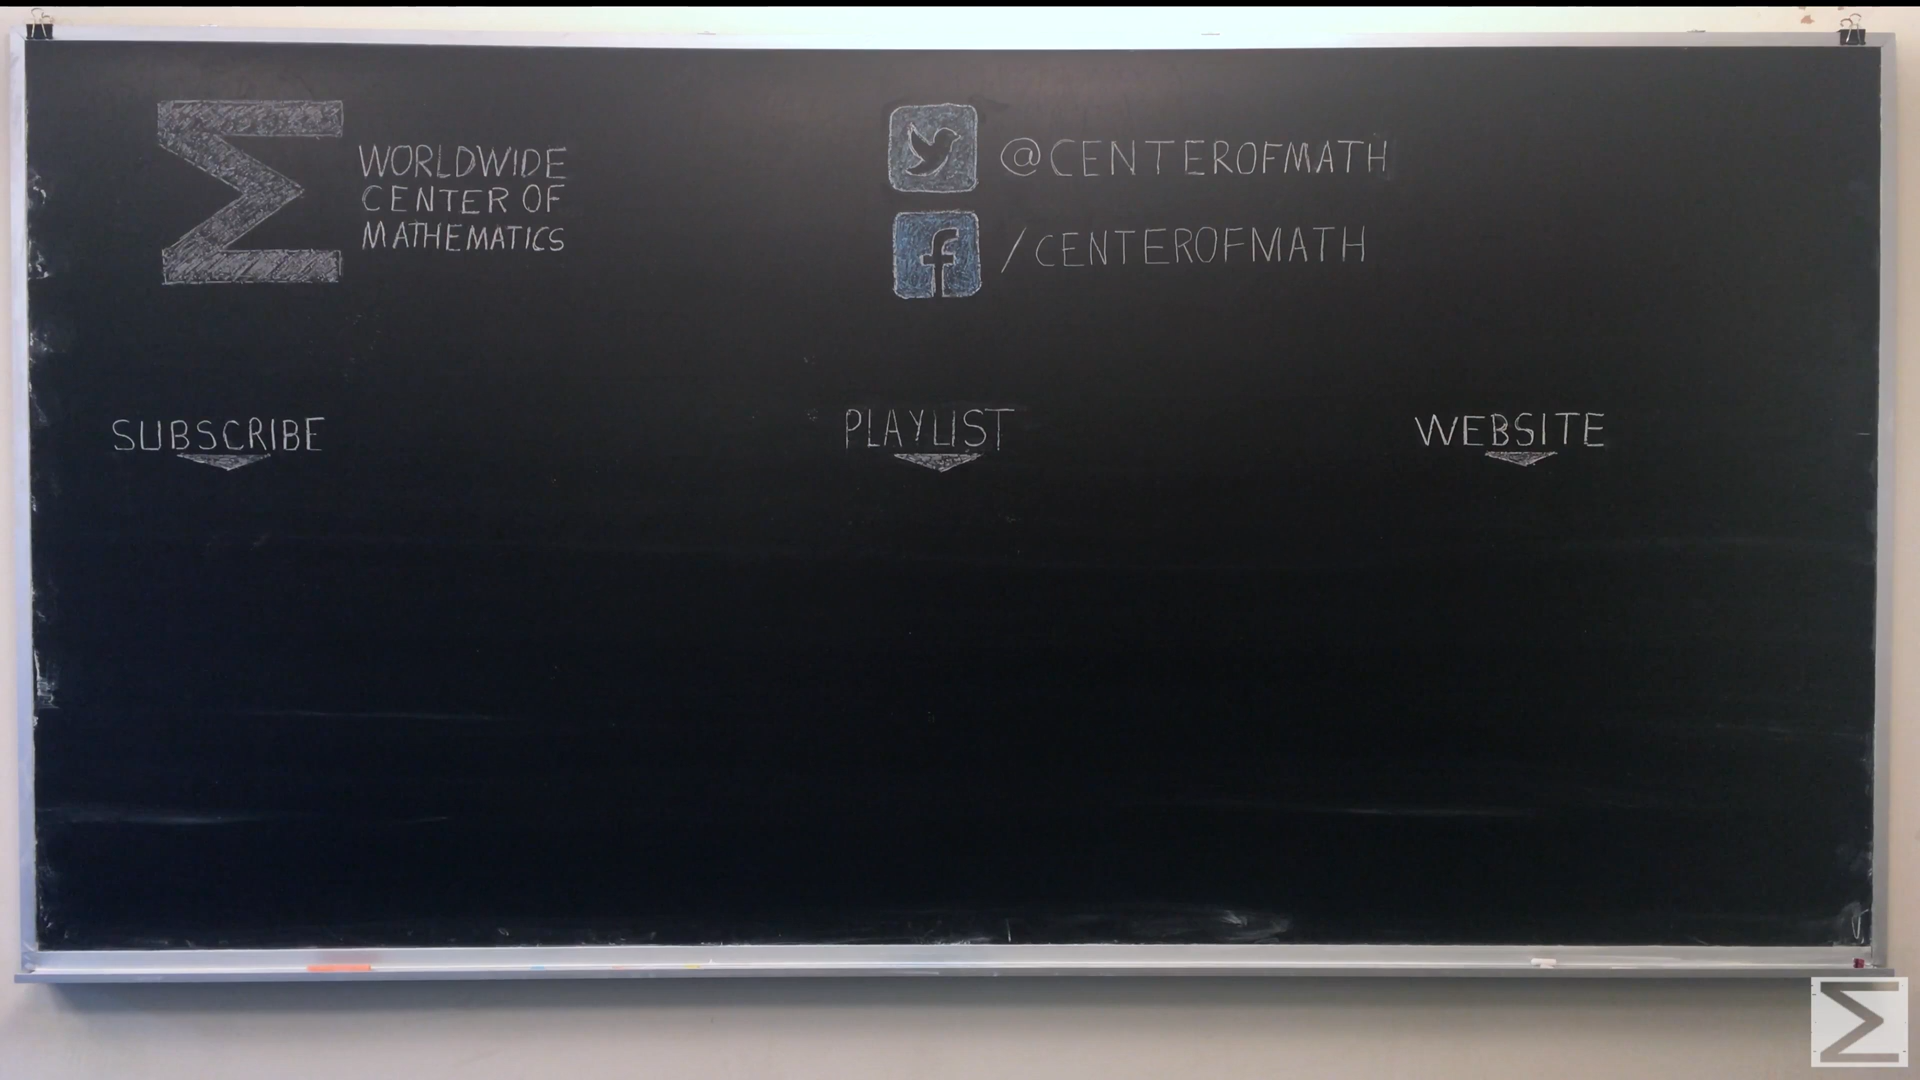 WORLDWIDE
CENTER OF
MATHEMATICS
@CENTEROFMATH
/CENTEROFMATH
SUBSCRIBE
PLAYLIST
WEBSITE